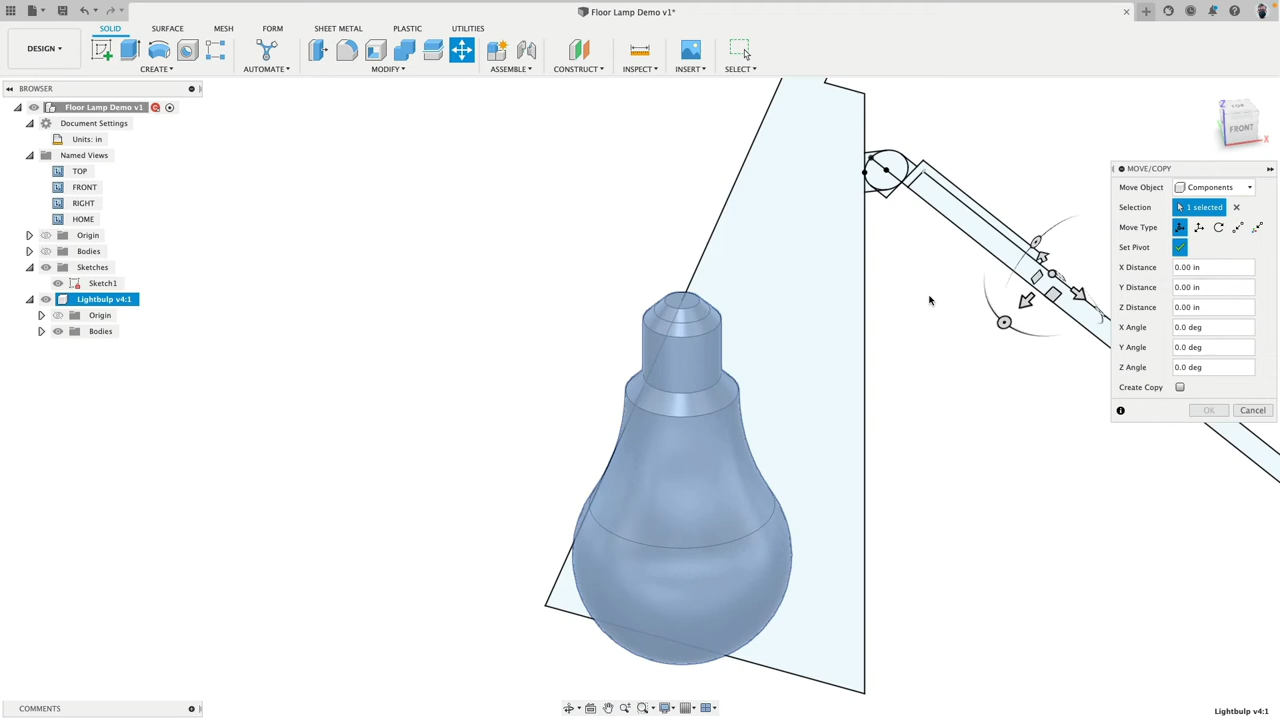 Floor Lamp Demo v1*
DESIGN
SOLID
SURFACE
MESH
FORM
SHEET METAL
PLASTIC
UTILITIES
CREATE
AUTOMATE
MODIFY
ASSEMBLE
CONSTRUCT
INSPECT
INSERT
SELECT
BROWSER
Floor Lamp Demo v1
Document Settings
Units: in
Named Views
TOP
FRONT
RIGHT
HOME
Origin
Bodies
Sketches
Sketch1
Lightbulp v4:1
Origin
Bodies
Z
TOP
FRONT
X
MOVE/COPY
Move Object
Components
Selection
1 selected
Move Type
Set Pivot
X Distance
0.00 in
Y Distance
0.00 in
Z Distance
0.00 in
X Angle
0.0 deg
Y Angle
0.0 deg
Z Angle
0.0 deg
Create Copy
OK
Cancel
COMMENTS
Lightbulp v4:1